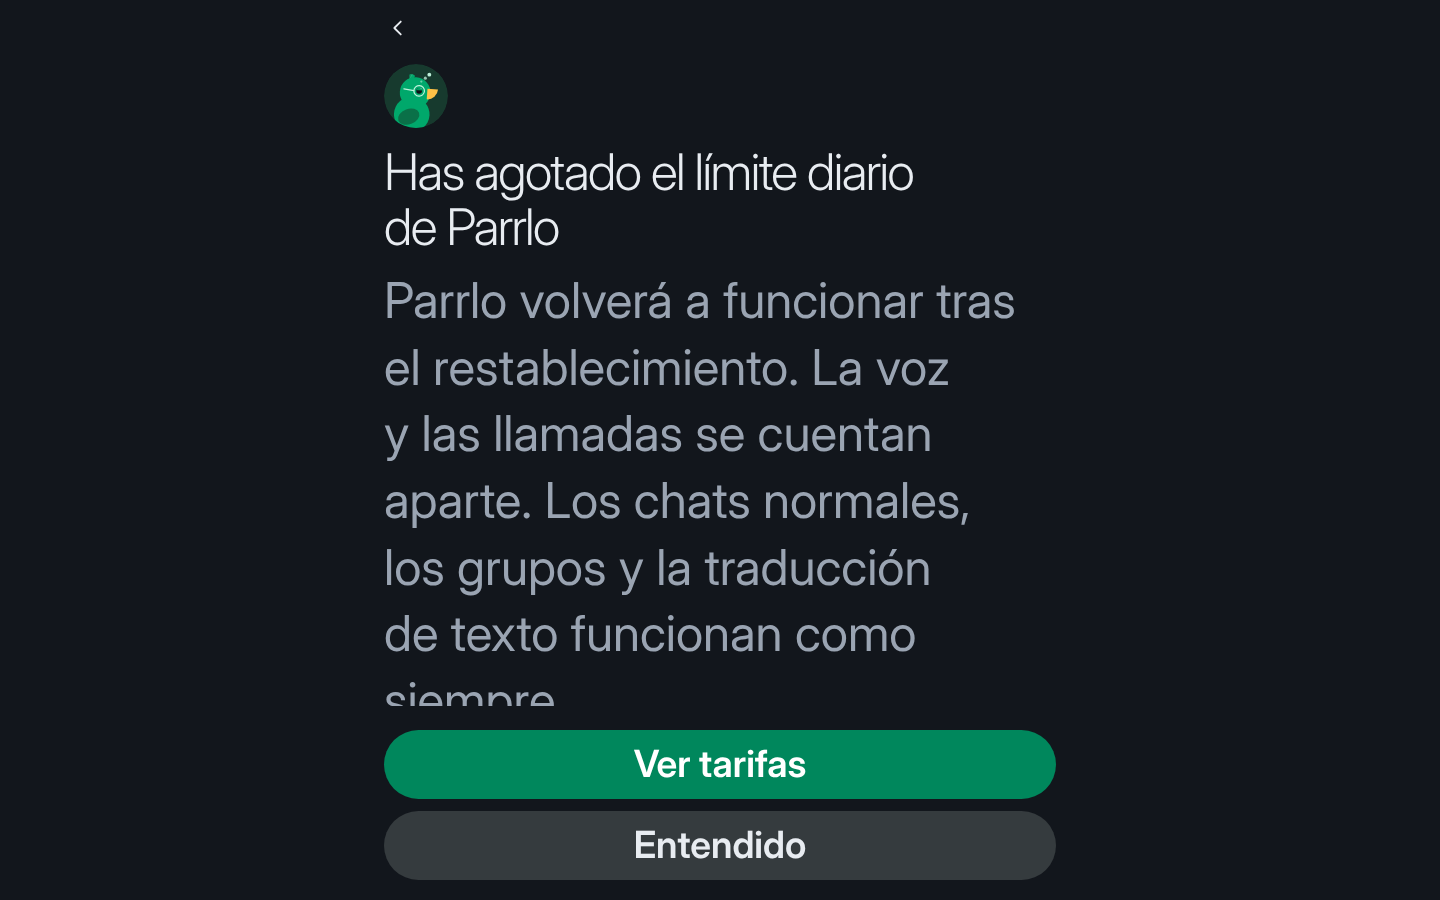 Has agotado el límite diario
de Parrlo
Parrlo volverá a funcionar tras
el restablecimiento. La voz
y las llamadas se cuentan
aparte. Los chats normales,
los grupos y la traducción
de texto funcionan como
siempre
Ver tarifas
Entendido